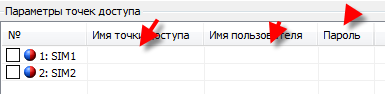 Параметры точек доступа
№ Имя точки доступа Имя пользователя Пароль
1: SIM1
2: SIM2